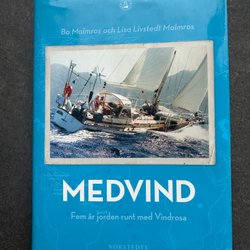 Bo Malmros och Lisa Livstedt Malmros
MEDVIND
Fem år jorden runt med Vindrosa
NORSTEDTS